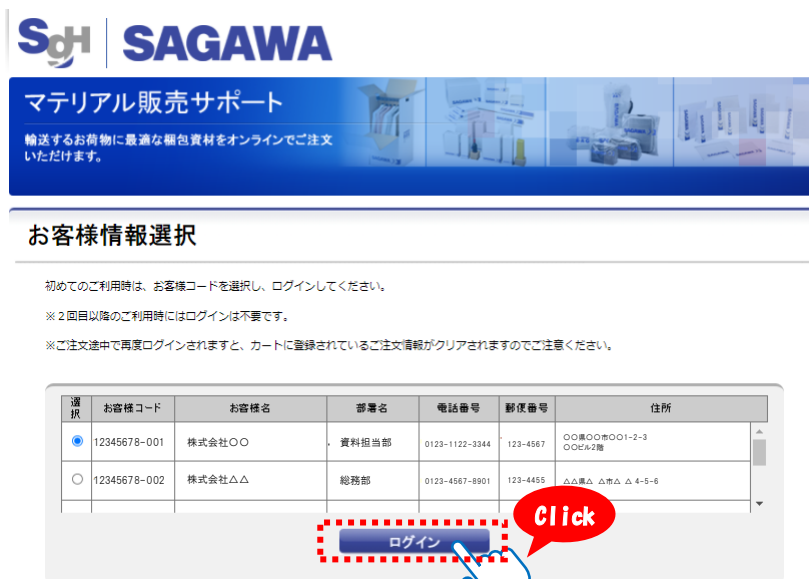 SGH SAGAWA
マテリアル販売サポート
輸送するお荷物に最適な梱包資材をオンラインでご注文
いただけます。
お客様情報選択
初めてのご利用時は、お客様コードを選択し、ログインしてください。
※２回目以降のご利用時にはログインは不要です。
※ご注文途中で再度ログインされますと、カートに登録されているご注文情報がクリアされますのでご注意ください。
選択 お客様コード お客様名 部署名 電話番号 郵便番号 住所
12345678-001 株式会社〇〇 資料担当部 0123-1122-3344 123-4567 〇〇県〇〇市〇〇1-2-3
〇〇ビル2階
12345678-002 株式会社△△ 総務部 0123-4567-8901 123-4455 △△県△ △市△ △ 4-5-6
Click
ログイン